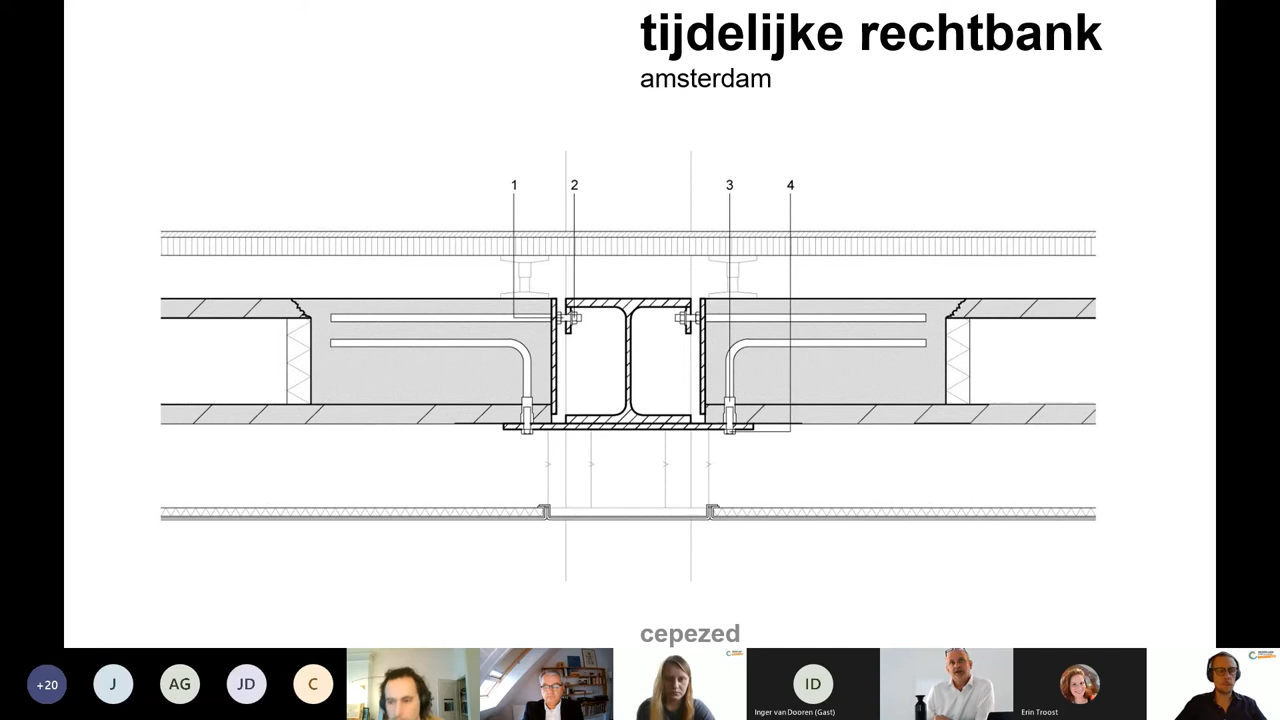 tijdelijke rechtbank
amsterdam
1 2 3 4
cepezed
+20 J AG JD C ID
Inger van Dooren (Gast) Erin Troost